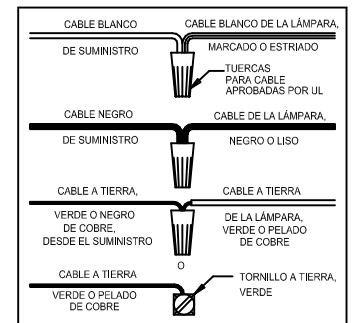 CABLE BLANCO
DE SUMINISTRO
CABLE BLANCO DE LA LÁMPARA,
MARCADO O ESTRIADO
TUERCAS
PARA CABLE
APROBADAS POR UL
CABLE NEGRO
DE SUMINISTRO
CABLE DE LA LÁMPARA,
NEGRO O LISO
CABLE A TIERRA,
VERDE O NEGRO
DE COBRE,
DESDE EL SUMINISTRO
CABLE A TIERRA
DE LA LÁMPARA,
VERDE O PELADO
DE COBRE
O
CABLE A TIERRA
VERDE O PELADO
DE COBRE
TORNILLO A TIERRA,
VERDE